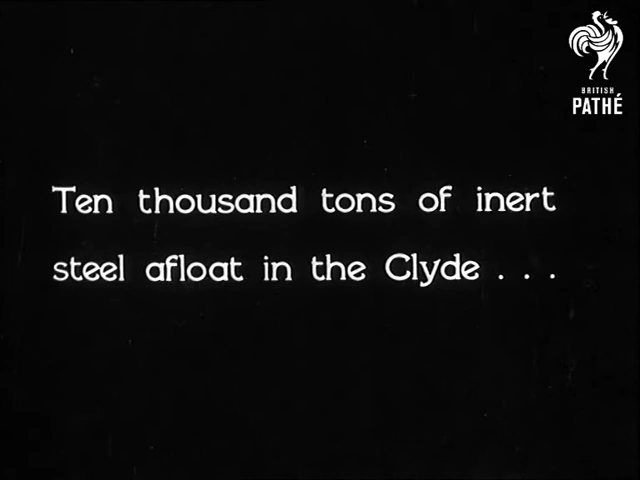 BRITISH
PATHÉ
Ten thousand tons of inert
steel afloat in the Clyde . . .